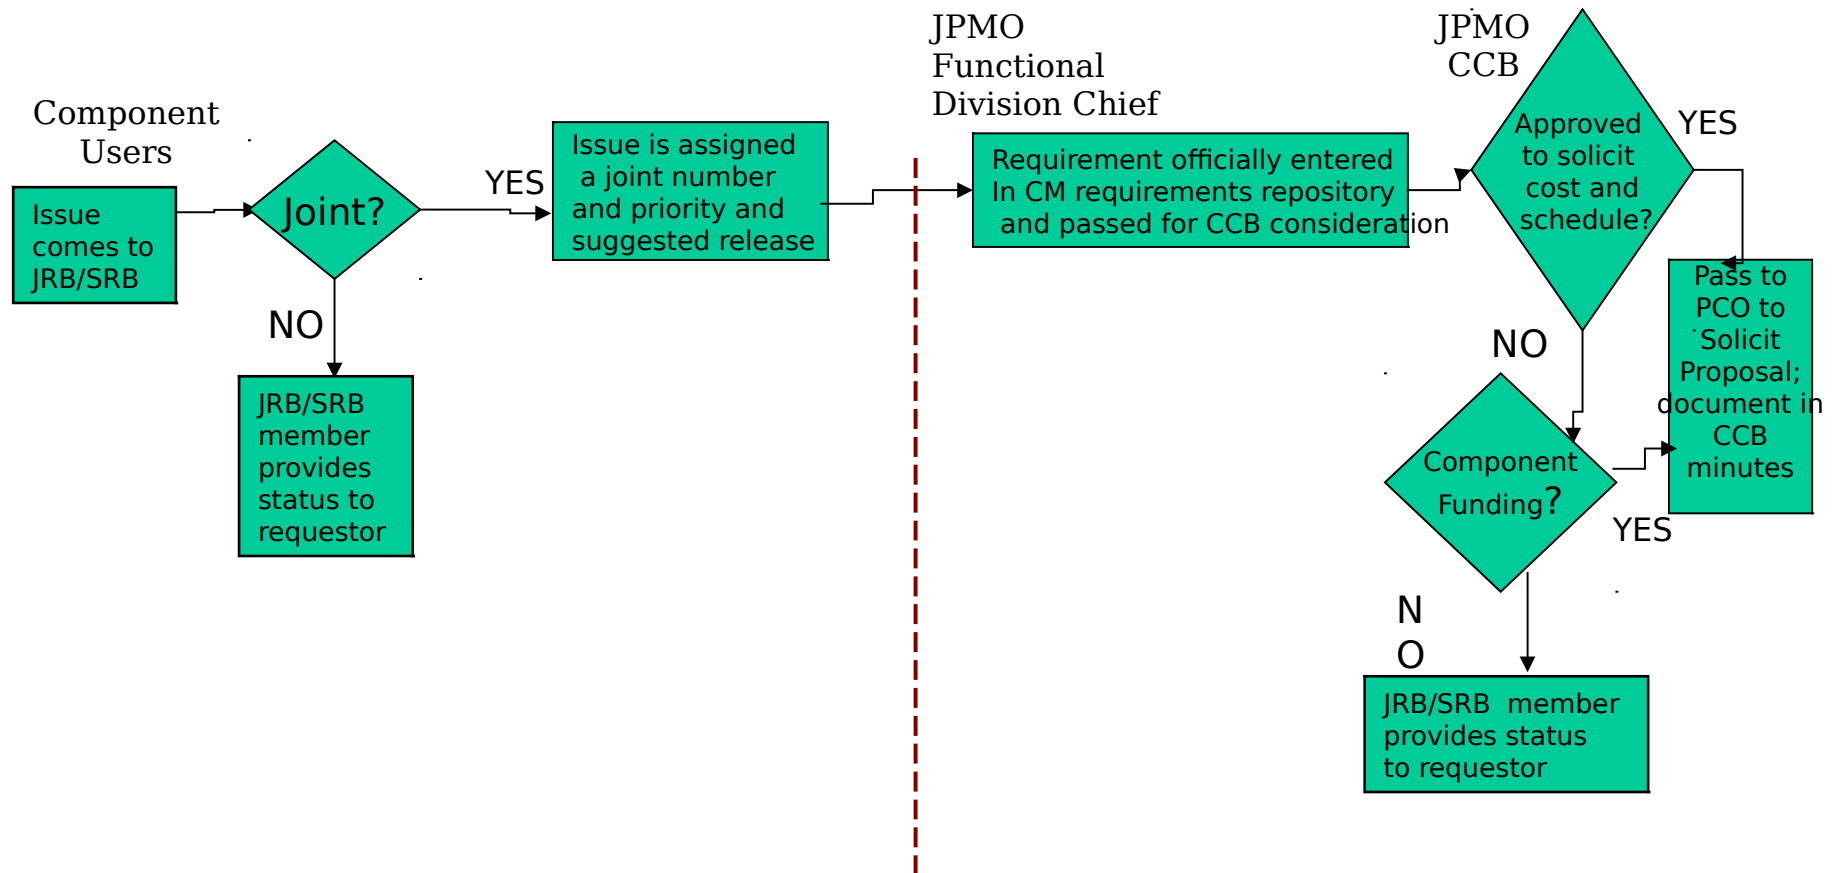 Component
Users
Issue
comes to
JRB/SRB
Joint?
YES
NO
JRB/SRB
member
provides
status to
requestor
Issue is assigned
a joint number
and priority and
suggested release
JPMO
Functional
Division Chief
Requirement officially entered
In CM requirements repository
and passed for CCB consideration
JPMO
CCB
Approved
to solicit
cost and
schedule?
YES
NO
Pass to
PCO to
Solicit
Proposal;
document in
CCB
minutes
Component
Funding?
YES
N
O
JRB/SRB  member
provides status
to requestor